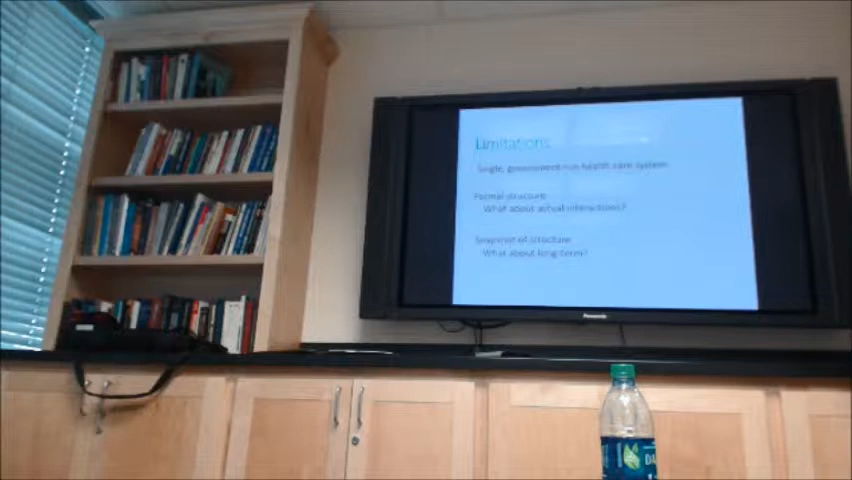 Limitations
Single, government-run health care system
Formal structure
What about actual interactions?
Snapshot of structure
What about long-term?
Panasonic
DA